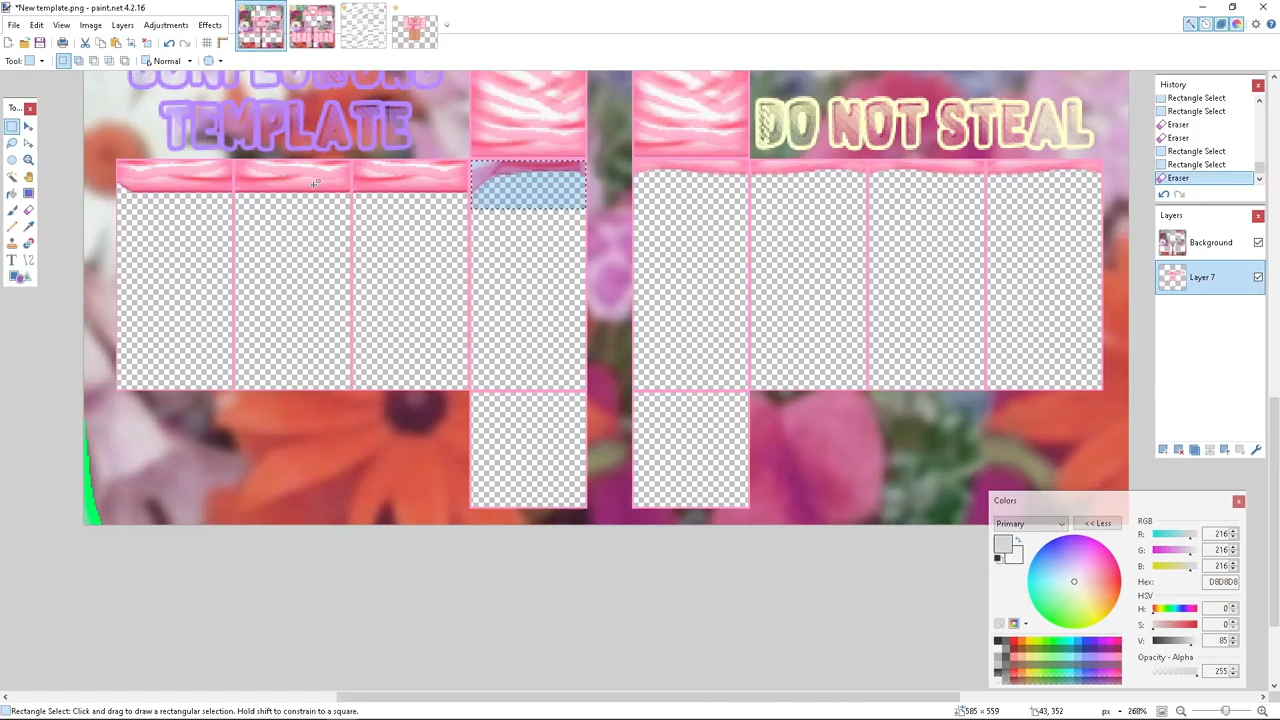 *New template.png - paint.net 4.2.16
File Edit View Image Layers Adjustments Effects
Tool: Normal
To...
TEMPLATE
DO NOT STEAL
History
Rectangle Select
Rectangle Select
Eraser
Eraser
Rectangle Select
Rectangle Select
Eraser
Layers
Background
Layer 7
Colors
Primary
<< Less
RGB
R: 216
G: 216
B: 216
Hex: D8D8D8
HSV
H: 0
S: 0
V: 85
Opacity - Alpha
255
Rectangle Select: Click and drag to draw a rectangular selection. Hold shift to constrain to a square.
585 × 559
43, 352
px
268%